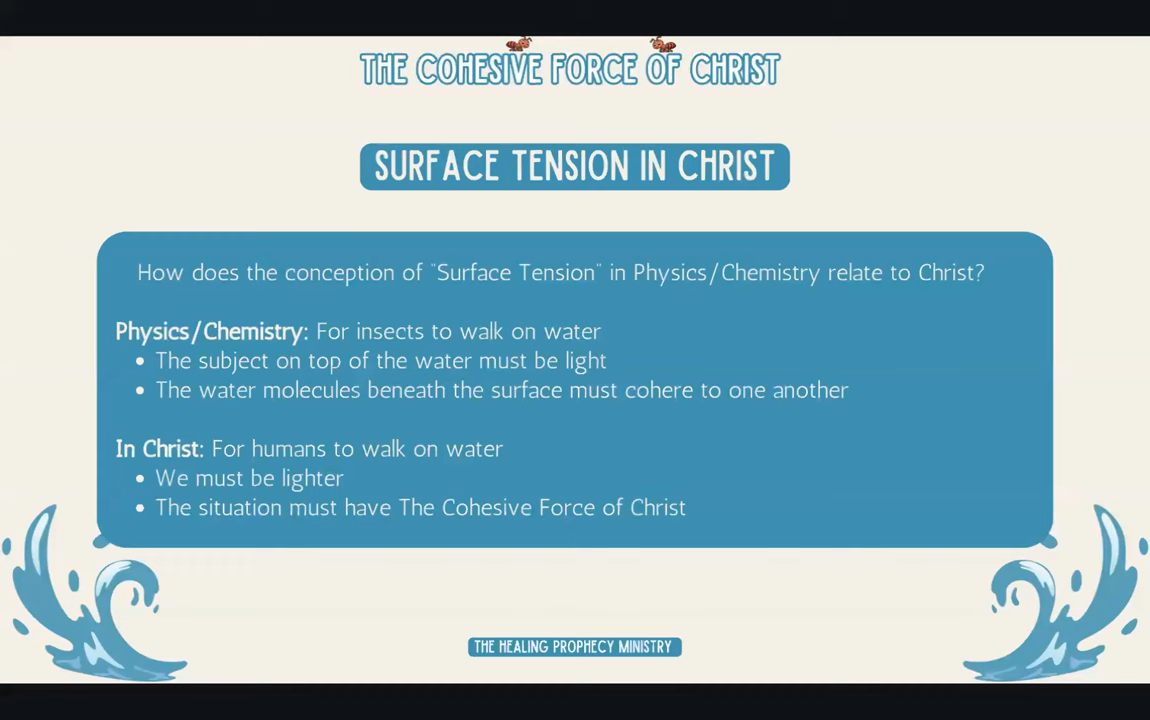 THE COHESIVE FORCE OF CHRIST
SURFACE TENSION IN CHRIST
How does the conception of "Surface Tension" in Physics/Chemistry relate to Christ?
Physics/Chemistry: For insects to walk on water
• The subject on top of the water must be light
• The water molecules beneath the surface must cohere to one another
In Christ: For humans to walk on water
• We must be lighter
• The situation must have The Cohesive Force of Christ
THE HEALING PROPHECY MINISTRY